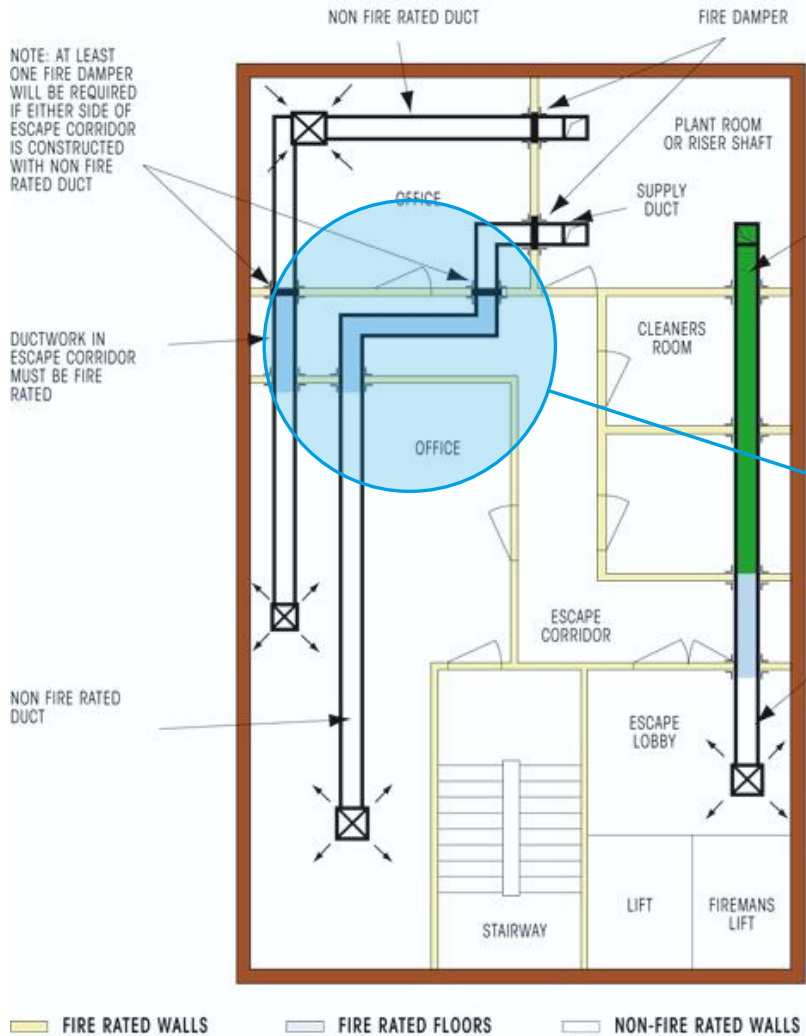 NON FIRE RATED DUCT
FIRE DAMPER
NOTE: AT LEAST
ONE FIRE DAMPER
WILL BE REQUIRED
IF EITHER SIDE OF
ESCAPE CORRIDOR
IS CONSTRUCTED
WITH NON FIRE
RATED DUCT
PLANT ROOM
OR RISER SHAFT
OFFICE
SUPPLY
DUCT
DUCTWORK IN
ESCAPE CORRIDOR
MUST BE FIRE
RATED
CLEANERS
ROOM
OFFICE
ESCAPE
CORRIDOR
NON FIRE RATED
DUCT
ESCAPE
LOBBY
LIFT
FIREMANS
LIFT
STAIRWAY
FIRE RATED WALLS
FIRE RATED FLOORS
NON-FIRE RATED WALLS